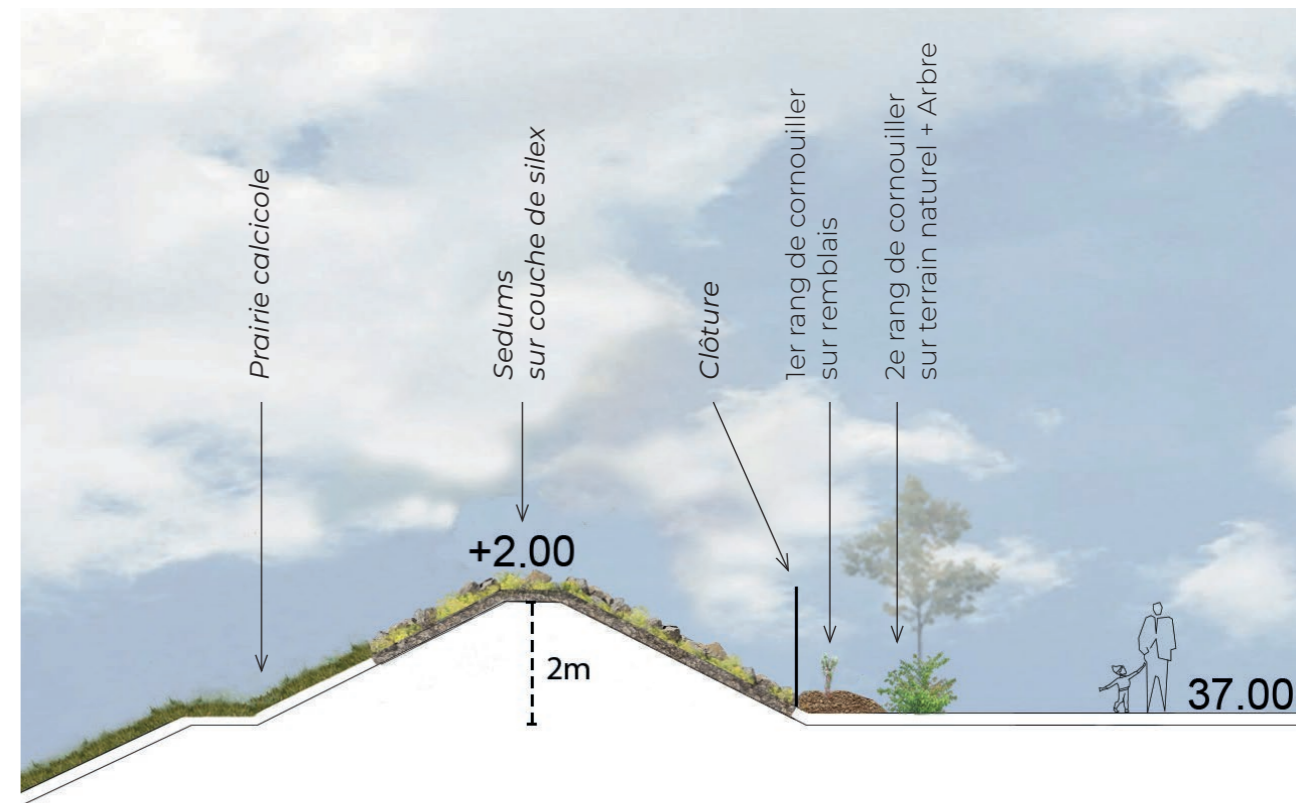 Prairie calcicole
Sedums
sur couche de silex
Clôture
1er rang de cornouiller
sur remblais
2e rang de cornouiller
sur terrain naturel + Arbre
+2.00
2m
37.00